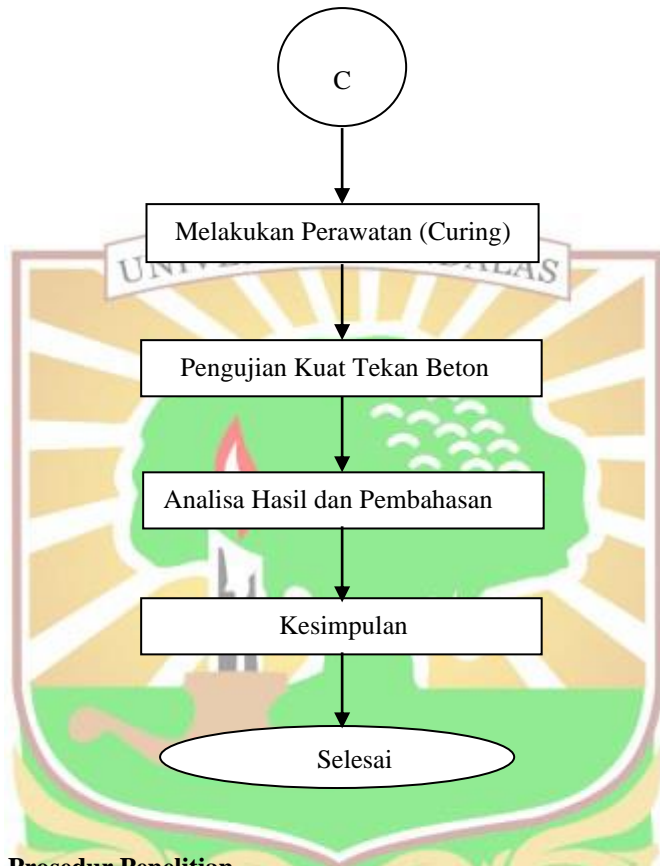 C
Melakukan Perawatan (Curing)
Pengujian Kuat Tekan Beton
Analisa Hasil dan Pembahasan
Kesimpulan
Selesai
Prosedur Penelitian